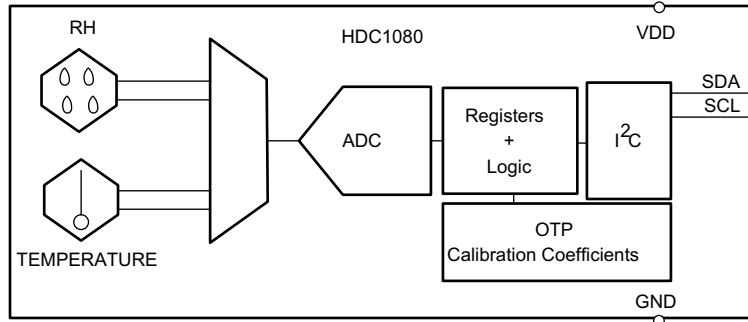 RH
HDC1080
VDD
SDA
SCL
ADC
Registers
+
Logic
I²C
OTP
Calibration Coefficients
TEMPERATURE
GND